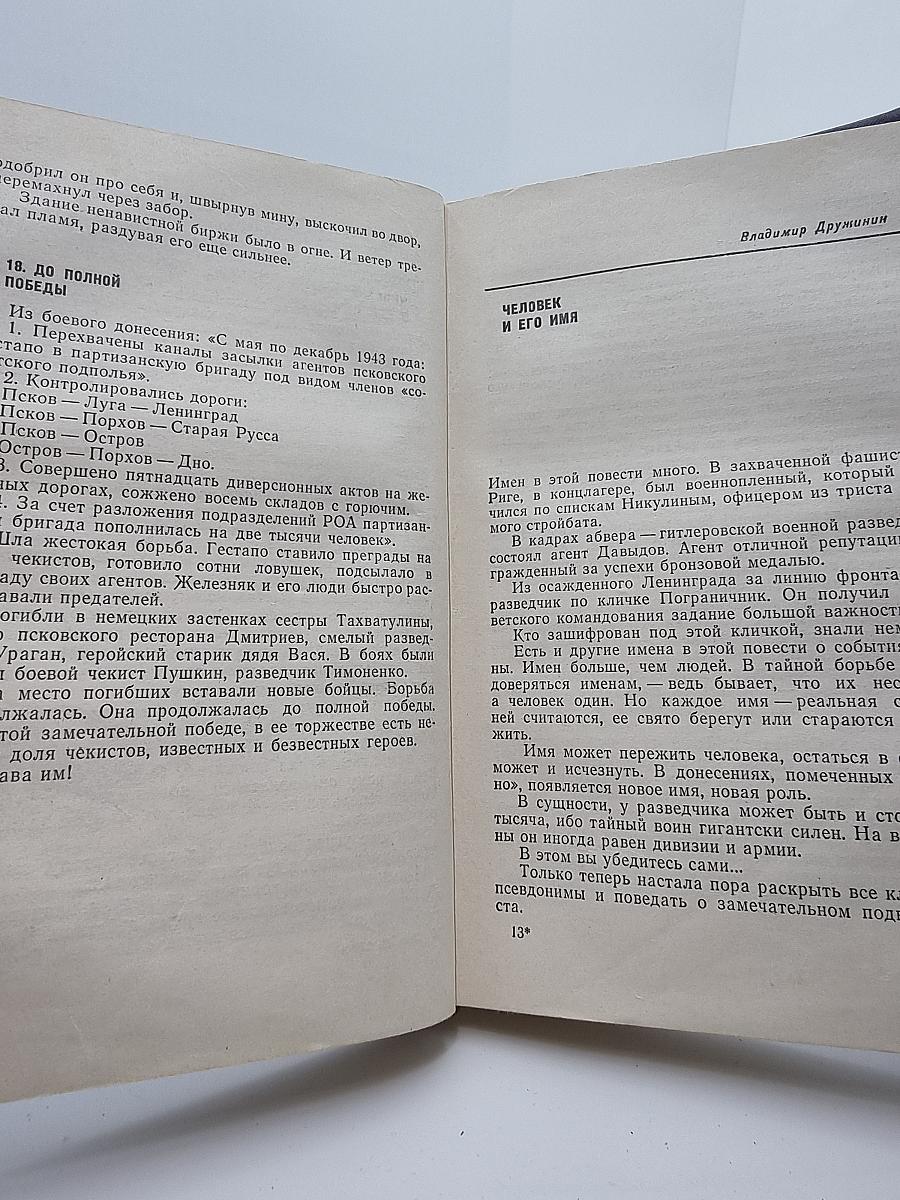 одобрил он про себя и, швырнув мину, выскочил во двор,
перемахнул через забор.
Здание ненавистной биржи было в огне. И ветер тре-
ал пламя, раздувая его еще сильнее.
18. ДО ПОЛНОЙ
ПОБЕДЫ
Из боевого донесения: «С мая по декабрь 1943 года:
1. Перехвачены каналы засылки агентов псковского
стапо в партизанскую бригаду под видом членов «со-
тского подполья».
2. Контролировались дороги:
Псков — Луга — Ленинград
Псков — Порхов — Старая Русса
Псков — Остров
Остров — Порхов — Дно.
3. Совершено пятнадцать диверсионных актов на же-
ных дорогах, сожжено восемь складов с горючим.
4. За счет разложения подразделений РОА партизан-
я бригада пополнилась на две тысячи человек».
Шла жестокая борьба. Гестапо ставило преграды на
чекистов, готовило сотни ловушек, подсылало в
аду своих агентов. Железняк и его люди быстро рас-
авали предателей.
огибли в немецких застенках сестры Тахватулины,
р псковского ресторана Дмитриев, смелый развед-
Ураган, геройский старик дядя Вася. В боях были
ы боевой чекист Пушкин, разведчик Тимоненко.
а место погибших вставали новые бойцы. Борьба
лжалась. Она продолжалась до полной победы.
той замечательной победе, в ее торжестве есть не-
доля чекистов, известных и безвестных героев.
ава им!
Владимир Дружинин
ЧЕЛОВЕК
И ЕГО ИМЯ
Имен в этой повести много. В захваченной фашист
Риге, в концлагере, был военнопленный, который
чился по спискам Никулиным, офицером из триста
мого стройбата.
В кадрах абвера — гитлеровской военной развед
состоял агент Давыдов. Агент отличной репутаци
гражденный за успехи бронзовой медалью.
Из осажденного Ленинграда за линию фронта
разведчик по кличке Пограничник. Он получил
ветского командования задание большой важност
Кто зашифрован под этой кличкой, знали нем
Есть и другие имена в этой повести о события
ны. Имен больше, чем людей. В тайной борьбе
доверяться именам, — ведь бывает, что их нес
а человек один. Но каждое имя — реальная с
ней считаются, ее свято берегут или стараются
жить.
Имя может пережить человека, остаться в
может и исчезнуть. В донесениях, помеченных
но», появляется новое имя, новая роль.
В сущности, у разведчика может быть и сто
тысяча, ибо тайный воин гигантски силен. На в
ны он иногда равен дивизии и армии.
В этом вы убедитесь сами...
Только теперь настала пора раскрыть все кл
псевдонимы и поведать о замечательном подв
ста.
13*